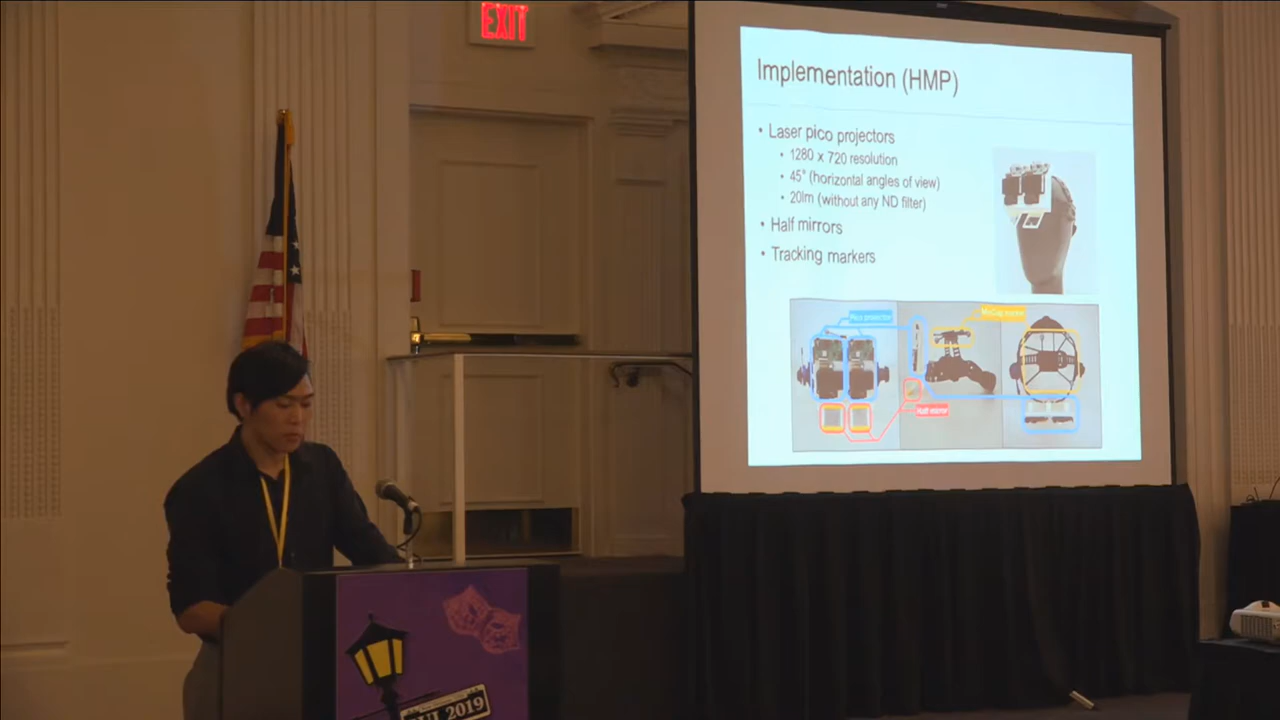 EXIT
Implementation (HMP)
• Laser pico projectors
• 1280 x 720 resolution
• 45° (horizontal angles of view)
• 20lm (without any ND filter)
• Half mirrors
• Tracking markers
Pico projector
Half mirror
2019